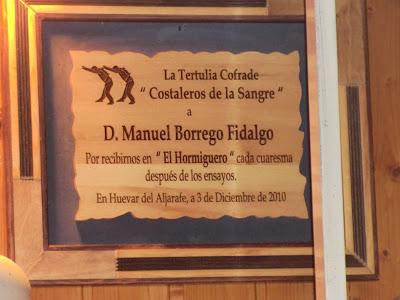 La Tertulia Cofrade
" Costaleros de la Sangre "
a
D. Manuel Borrego Fidalgo
Por recibirnos en " El Hormiguero " cada cuaresma
después de los ensayos.
En Huevar del Aljarafe, a 3 de Diciembre de 2010